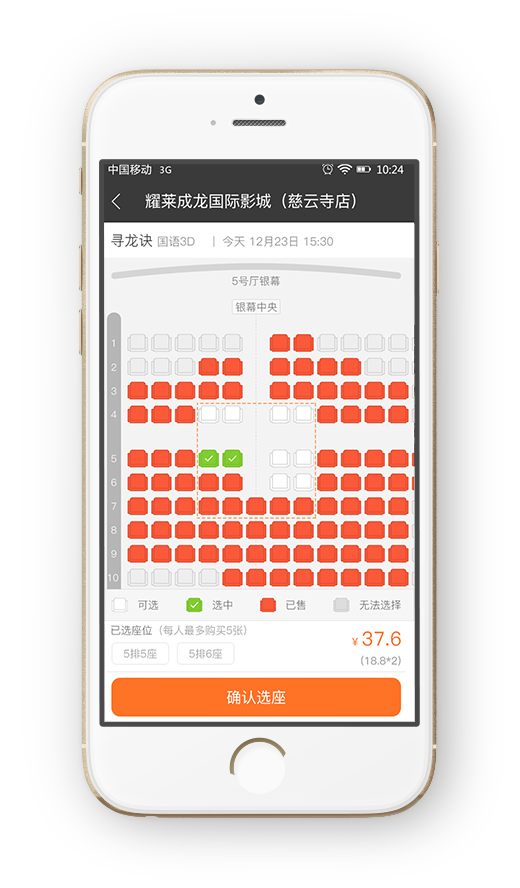 中国移动 3G 10:24
耀莱成龙国际影城（慈云寺店）
寻龙诀 国语3D | 今天 12月23日 15:30
5号厅银幕
银幕中央
1
2
3
4
5
6
7
8
9
10
可选 选中 已售 无法选择
已选座位（每人最多购买5张）
¥37.6
5排5座 5排6座
(18.8*2)
确认选座